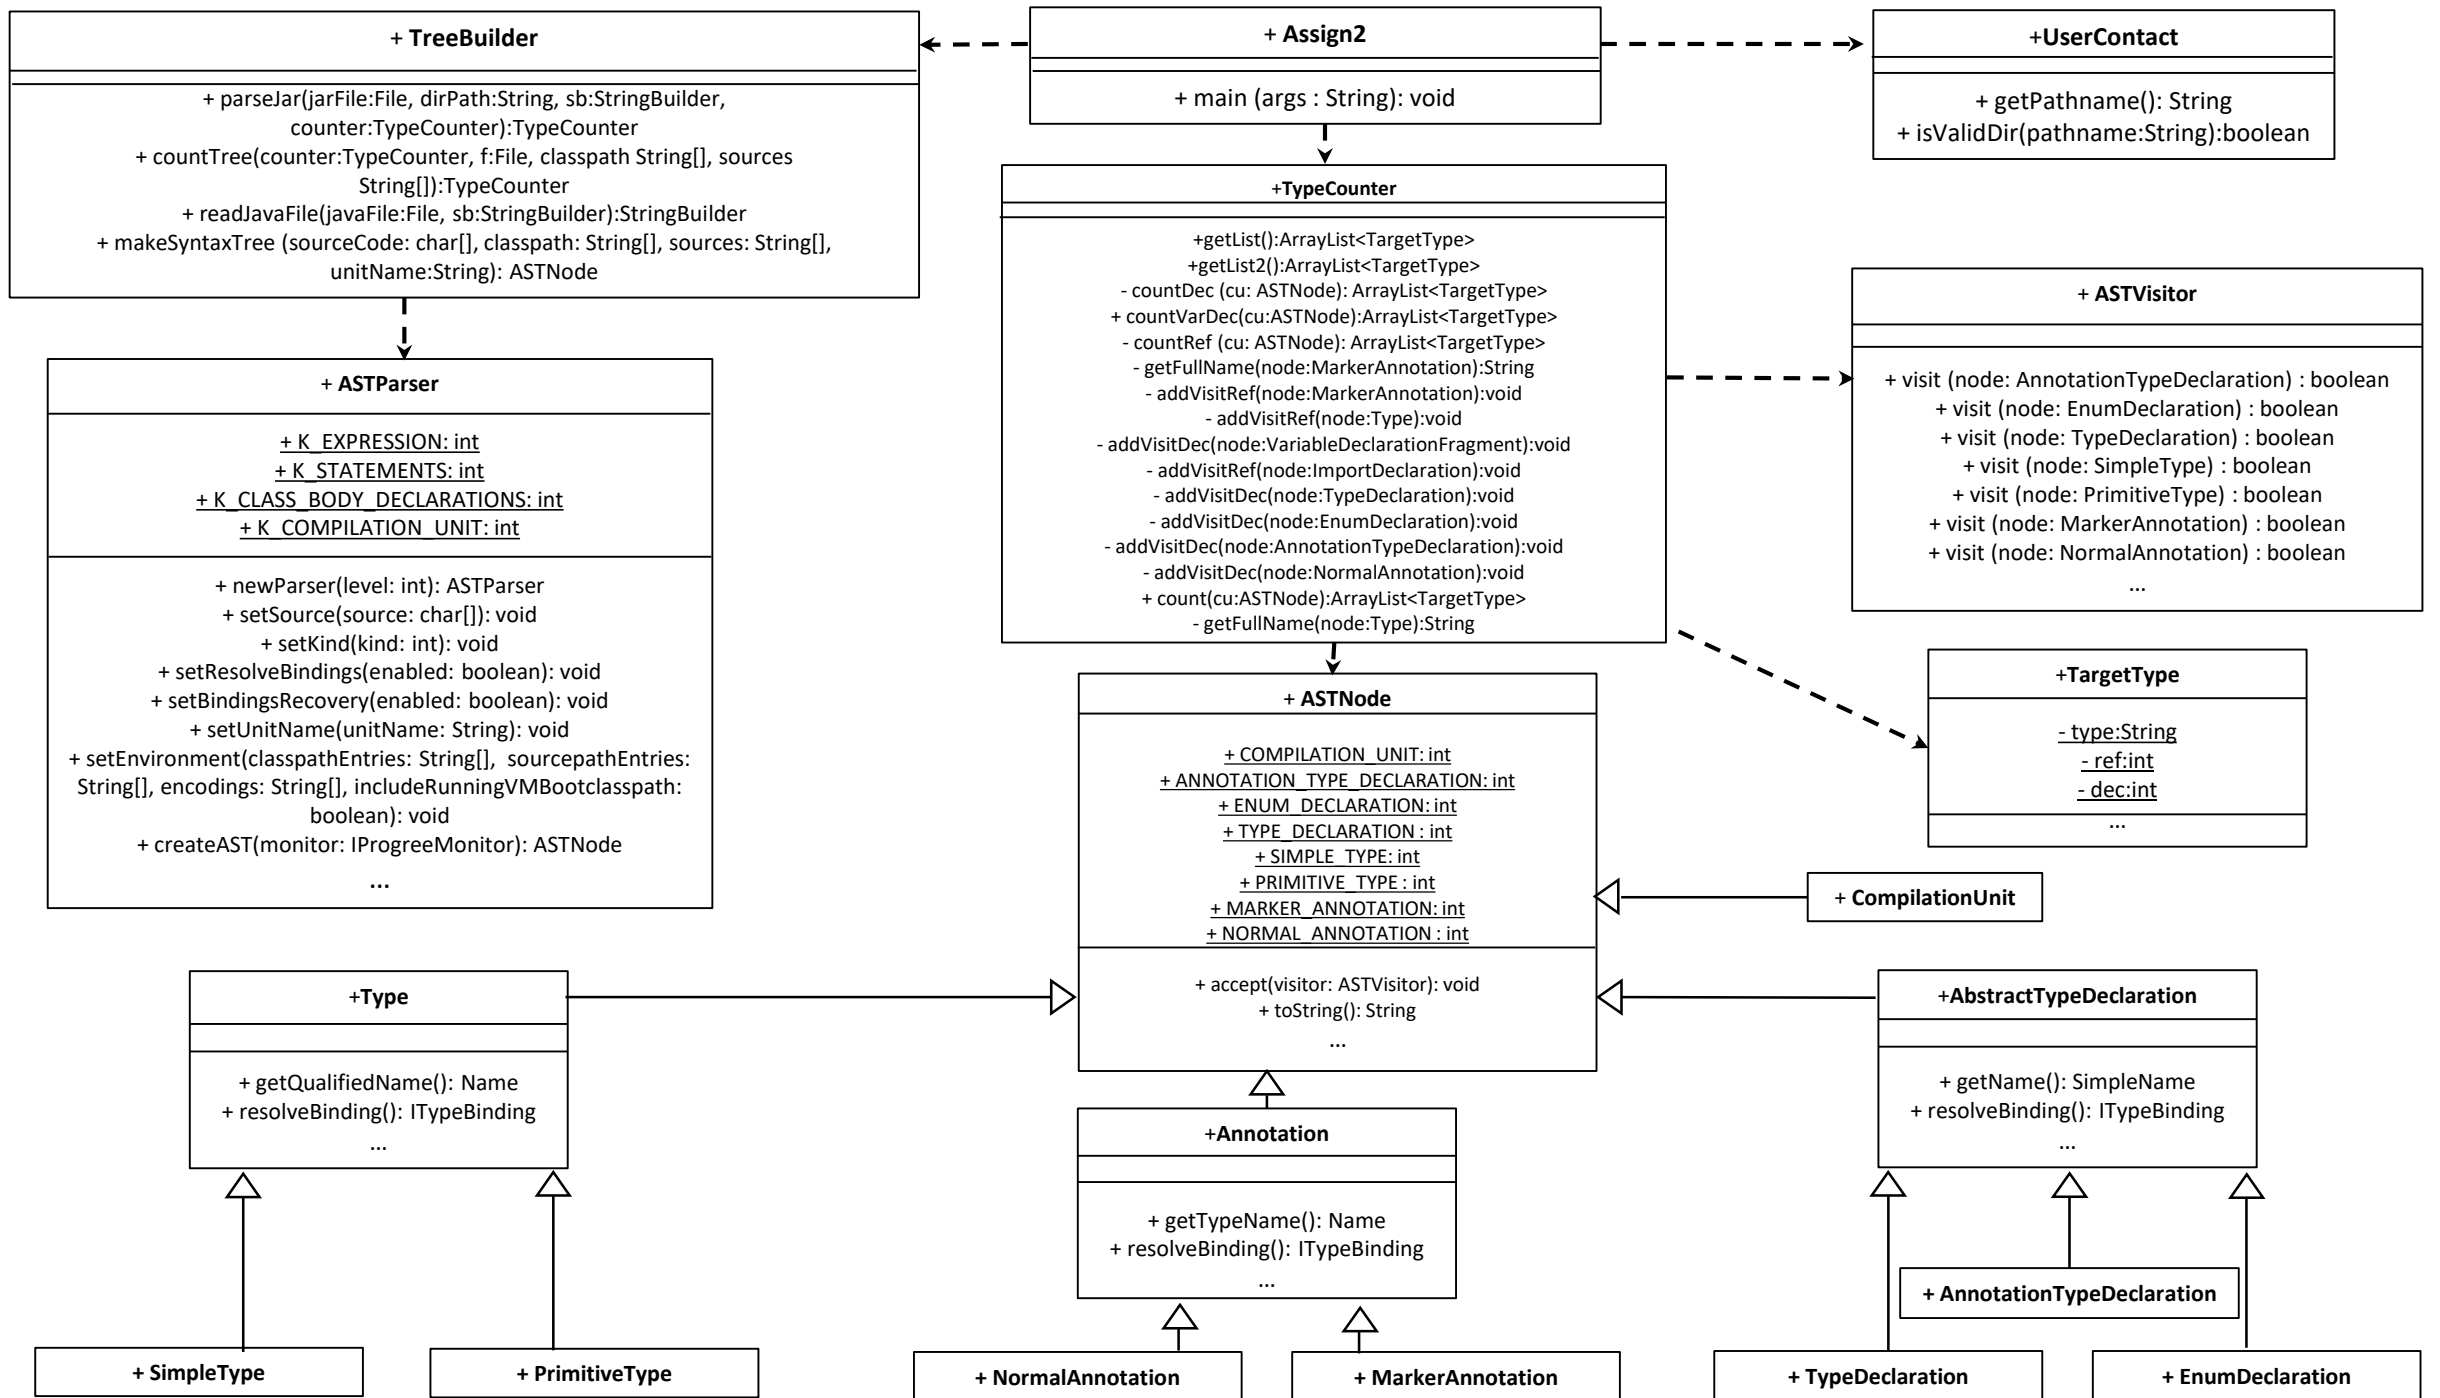 + TreeBuilder
+ parseJar(jarFile:File, dirPath:String, sb:StringBuilder,
counter:TypeCounter):TypeCounter
+ countTree(counter:TypeCounter, f:File, classpath String[], sources
String[]):TypeCounter
+ readJavaFile(javaFile:File, sb:StringBuilder):StringBuilder
+ makeSyntaxTree (sourceCode: char[], classpath: String[], sources: String[],
unitName:String): ASTNode
+ Assign2
+ main (args : String): void
+UserContact
+ getPathname(): String
+ isValidDir(pathname:String):boolean
+TypeCounter
+getList():ArrayList<TargetType>
+getList2():ArrayList<TargetType>
- countDec (cu: ASTNode): ArrayList<TargetType>
+ countVarDec(cu:ASTNode):ArrayList<TargetType>
- countRef (cu: ASTNode): ArrayList<TargetType>
- getFullName(node:MarkerAnnotation):String
- addVisitRef(node:MarkerAnnotation):void
- addVisitRef(node:Type):void
- addVisitDec(node:VariableDeclarationFragment):void
- addVisitRef(node:ImportDeclaration):void
- addVisitDec(node:TypeDeclaration):void
- addVisitDec(node:EnumDeclaration):void
- addVisitDec(node:AnnotationTypeDeclaration):void
- addVisitDec(node:NormalAnnotation):void
+ count(cu:ASTNode):ArrayList<TargetType>
- getFullName(node:Type):String
+ ASTVisitor
+ visit (node: AnnotationTypeDeclaration) : boolean
+ visit (node: EnumDeclaration) : boolean
+ visit (node: TypeDeclaration) : boolean
+ visit (node: SimpleType) : boolean
+ visit (node: PrimitiveType) : boolean
+ visit (node: MarkerAnnotation) : boolean
+ visit (node: NormalAnnotation) : boolean
...
+ ASTParser
+ K_EXPRESSION: int
+ K_STATEMENTS: int
+ K_CLASS_BODY_DECLARATIONS: int
+ K_COMPILATION_UNIT: int
+ newParser(level: int): ASTParser
+ setSource(source: char[]): void
+ setKind(kind: int): void
+ setResolveBindings(enabled: boolean): void
+ setBindingsRecovery(enabled: boolean): void
+ setUnitName(unitName: String): void
+ setEnvironment(classpathEntries: String[], sourcepathEntries:
String[], encodings: String[], includeRunningVMBootclasspath:
boolean): void
+ createAST(monitor: IProgreeMonitor): ASTNode
...
+TargetType
- type:String
- ref:int
- dec:int
...
+ ASTNode
+ COMPILATION_UNIT: int
+ ANNOTATION_TYPE_DECLARATION: int
+ ENUM_DECLARATION: int
+ TYPE_DECLARATION : int
+ SIMPLE_TYPE: int
+ PRIMITIVE_TYPE : int
+ MARKER_ANNOTATION: int
+ NORMAL_ANNOTATION : int
+ accept(visitor: ASTVisitor): void
+ toString(): String
...
+ CompilationUnit
+Type
+ getQualifiedName(): Name
+ resolveBinding(): ITypeBinding
...
+AbstractTypeDeclaration
+ getName(): SimpleName
+ resolveBinding(): ITypeBinding
...
+Annotation
+ getTypeName(): Name
+ resolveBinding(): ITypeBinding
...
+ AnnotationTypeDeclaration
+ SimpleType
+ PrimitiveType
+ NormalAnnotation
+ MarkerAnnotation
+ TypeDeclaration
+ EnumDeclaration